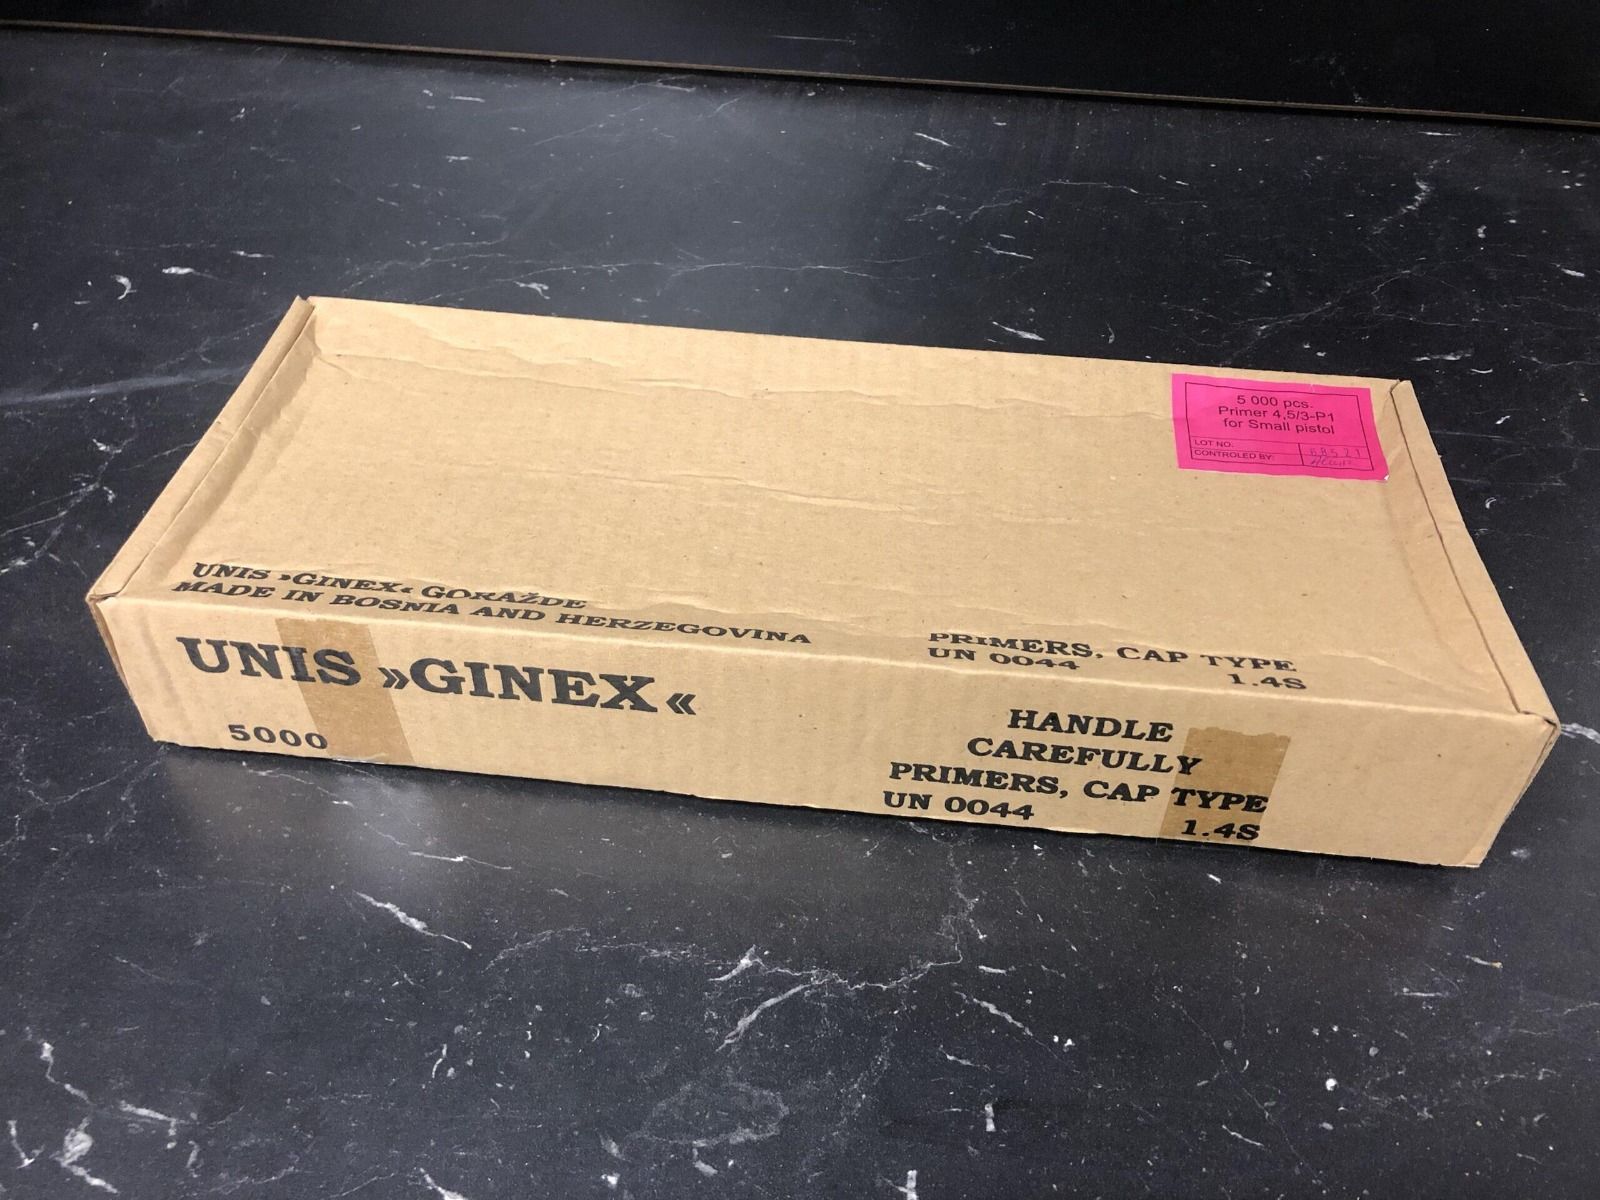 5 000 pcs.
Primer 4,5/3-P1
for Small pistol
LOT NO.
CONTROLED BY:
UNIS »GINEX« GORAŽDE
MADE IN BOSNIA AND HERZEGOVINA
PRIMERS, CAP TYPE
UN 0044
1.4S
UNIS »GINEX«
5000
HANDLE
CAREFULLY
PRIMERS, CAP TYPE
UN 0044
1.4S